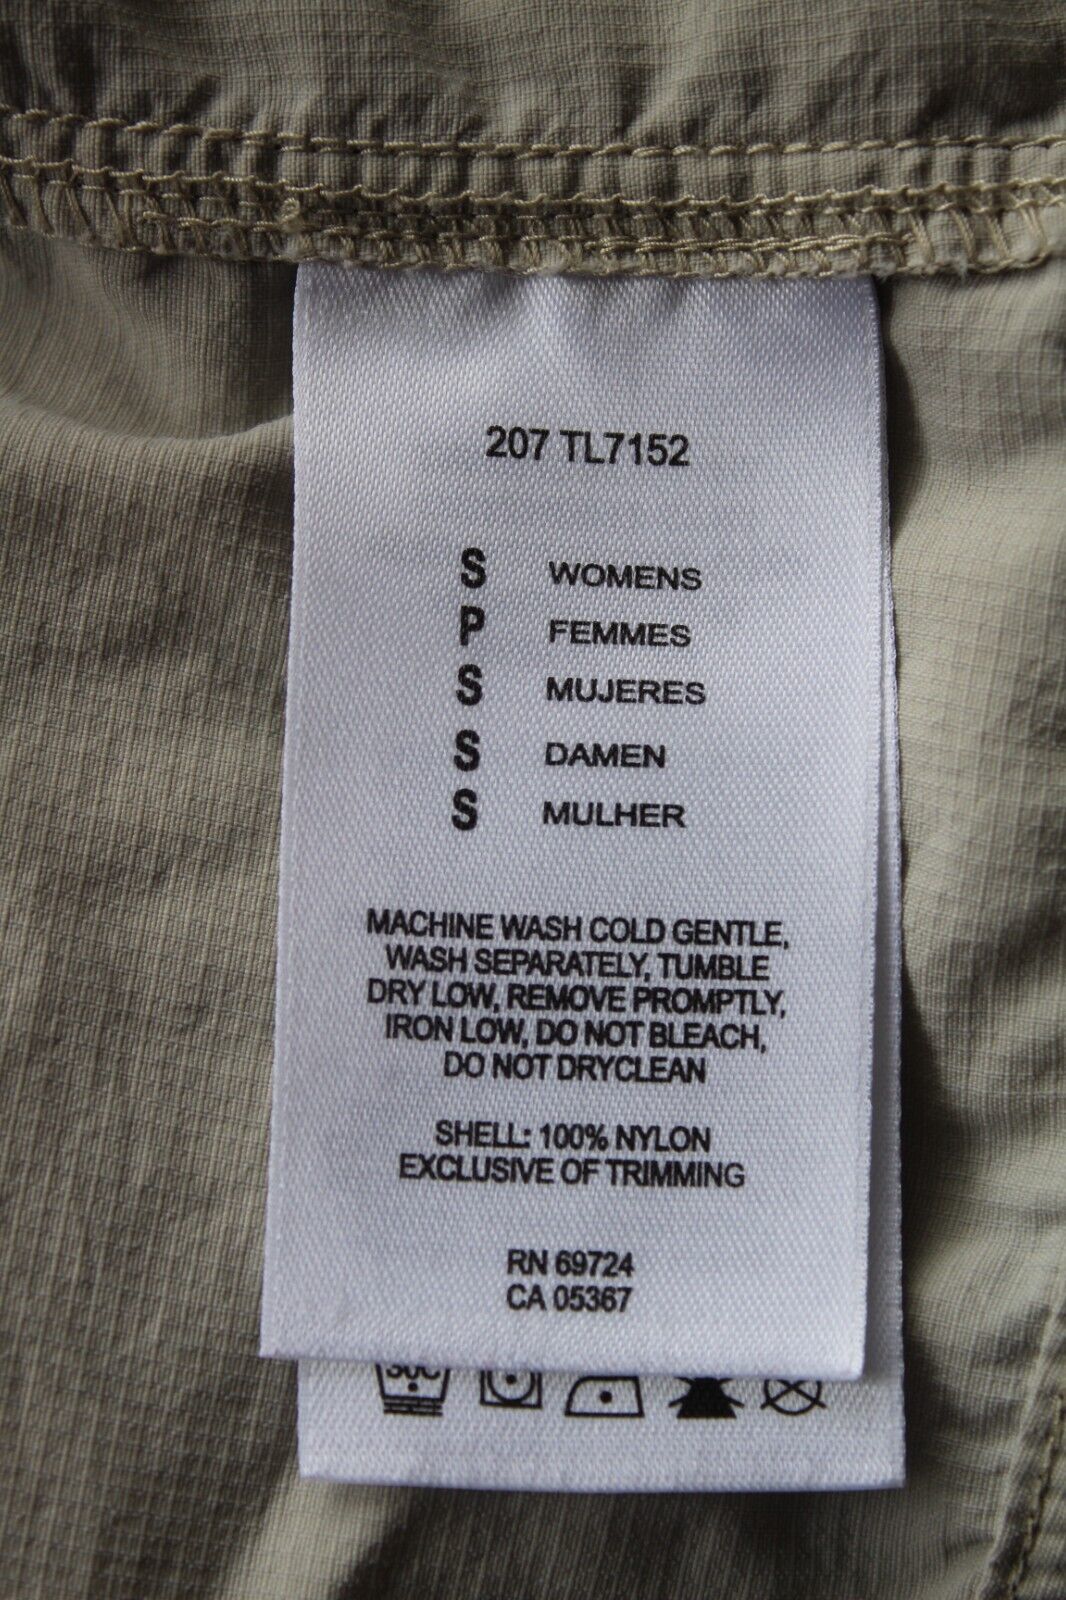 207 TL7152
S WOMENS
P FEMMES
S MUJERES
S DAMEN
S MULHER
MACHINE WASH COLD GENTLE,
WASH SEPARATELY, TUMBLE
DRY LOW, REMOVE PROMPTLY,
IRON LOW, DO NOT BLEACH,
DO NOT DRYCLEAN
SHELL: 100% NYLON
EXCLUSIVE OF TRIMMING
RN 69724
CA 05367